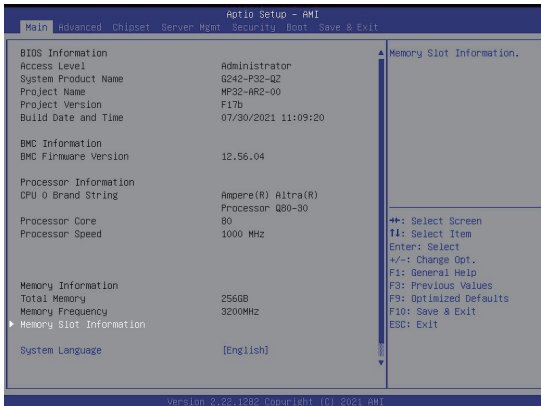 Aptio Setup – AMI
Main Advanced Chipset Server Mgmt Security Boot Save & Exit
BIOS Information
Access Level Administrator
System Product Name G242-P32-QZ
Project Name MP32-AR2-00
Project Version F17b
Build Date and Time 07/30/2021 11:09:20
BMC Information
BMC Firmware Version 12.56.04
Processor Information
CPU 0 Brand String Ampere(R) Altra(R)
Processor Q80-30
Processor Core 80
Processor Speed 1000 MHz
Memory Information
Total Memory 256GB
Memory Frequency 3200MHz
Memory Slot Information
System Language [English]
Memory Slot Information.
→←: Select Screen
↑↓: Select Item
Enter: Select
+/-: Change Opt.
F1: General Help
F3: Previous Values
F9: Optimized Defaults
F10: Save & Exit
ESC: Exit
Version 2.22.1282 Copyright (C) 2021 AMI